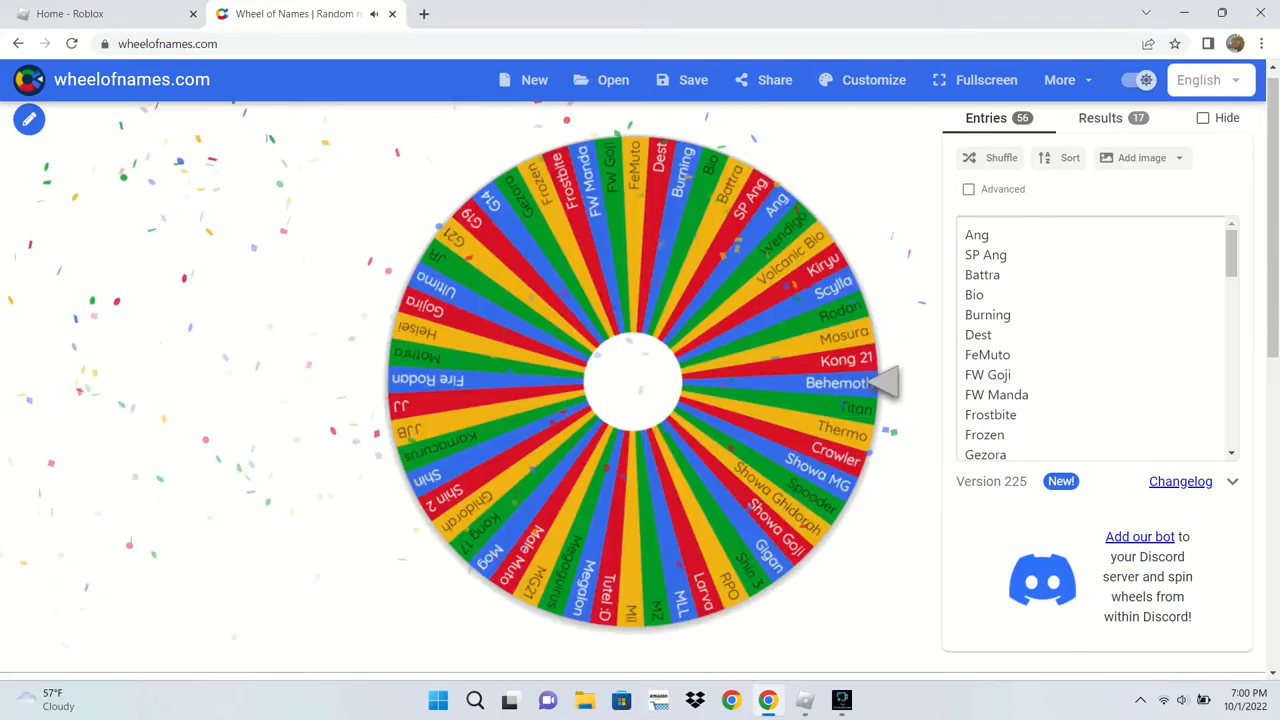 Home - Roblox
Wheel of Names | Random n
wheelofnames.com
wheelofnames.com
New
Open
Save
Share
Customize
Fullscreen
More
English
Entries 56
Results 17
Hide
Shuffle
Sort
Add image
Advanced
Ang
SP Ang
Battra
Bio
Burning
Dest
FeMuto
FW Goji
FW Manda
Frostbite
Frozen
Gezora
Version 225
New!
Changelog
Add our bot to
your Discord
server and spin
wheels from
within Discord!
FeMuto
Dest
Burning
Bio
Battra
SP Ang
Ang
Wendigo
Volcanic Bio
Kiryu
Scylla
Rodan
Mosura
Kong 21
Behemoth
Titan
Thermo
Crawler
Showa MG
Spooder
Showa Ghidorah
Showa Goji
Gigan
Shin 3
RPO
Larva
MLL
MZ
Mil
Tutel :D
Megalon
Megaguirus
MG21
Male Muto
Mog
Kong 17
Ghidorah
Shin 2
Shin
Kamacurus
JJB
JJ
Fire Rodan
Mothra
Heisei
Gojira
Ultima
JR
G21
G19
G14
Gezora
Frozen
Frostbite
FW Manda
FW Goji
57°F
Cloudy
amazon
7:00 PM
10/1/2022